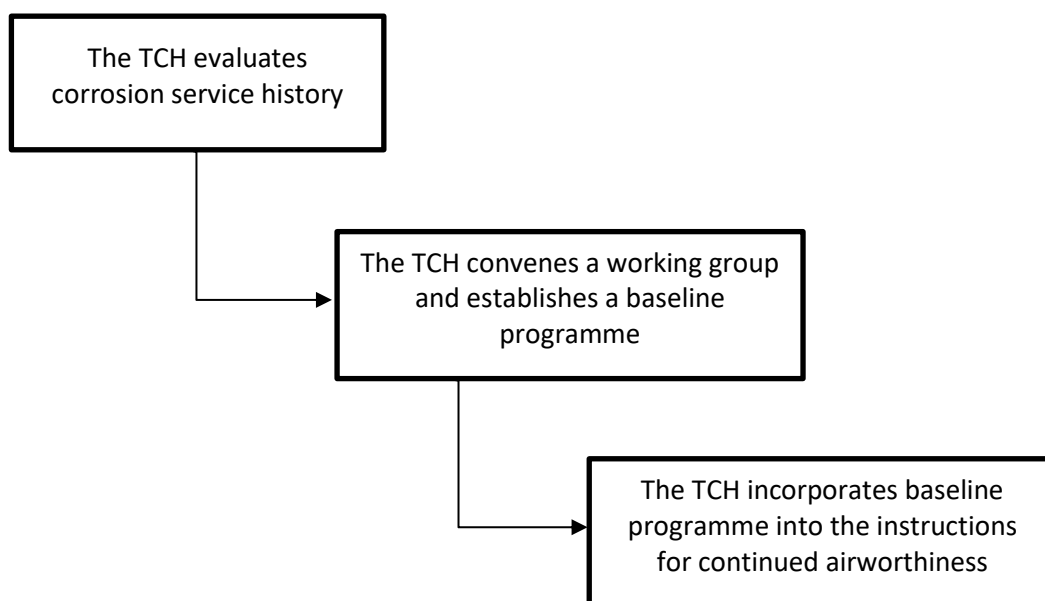 The TCH evaluates
corrosion service history
The TCH convenes a working group
and establishes a baseline
programme
The TCH incorporates baseline
programme into the instructions
for continued airworthiness